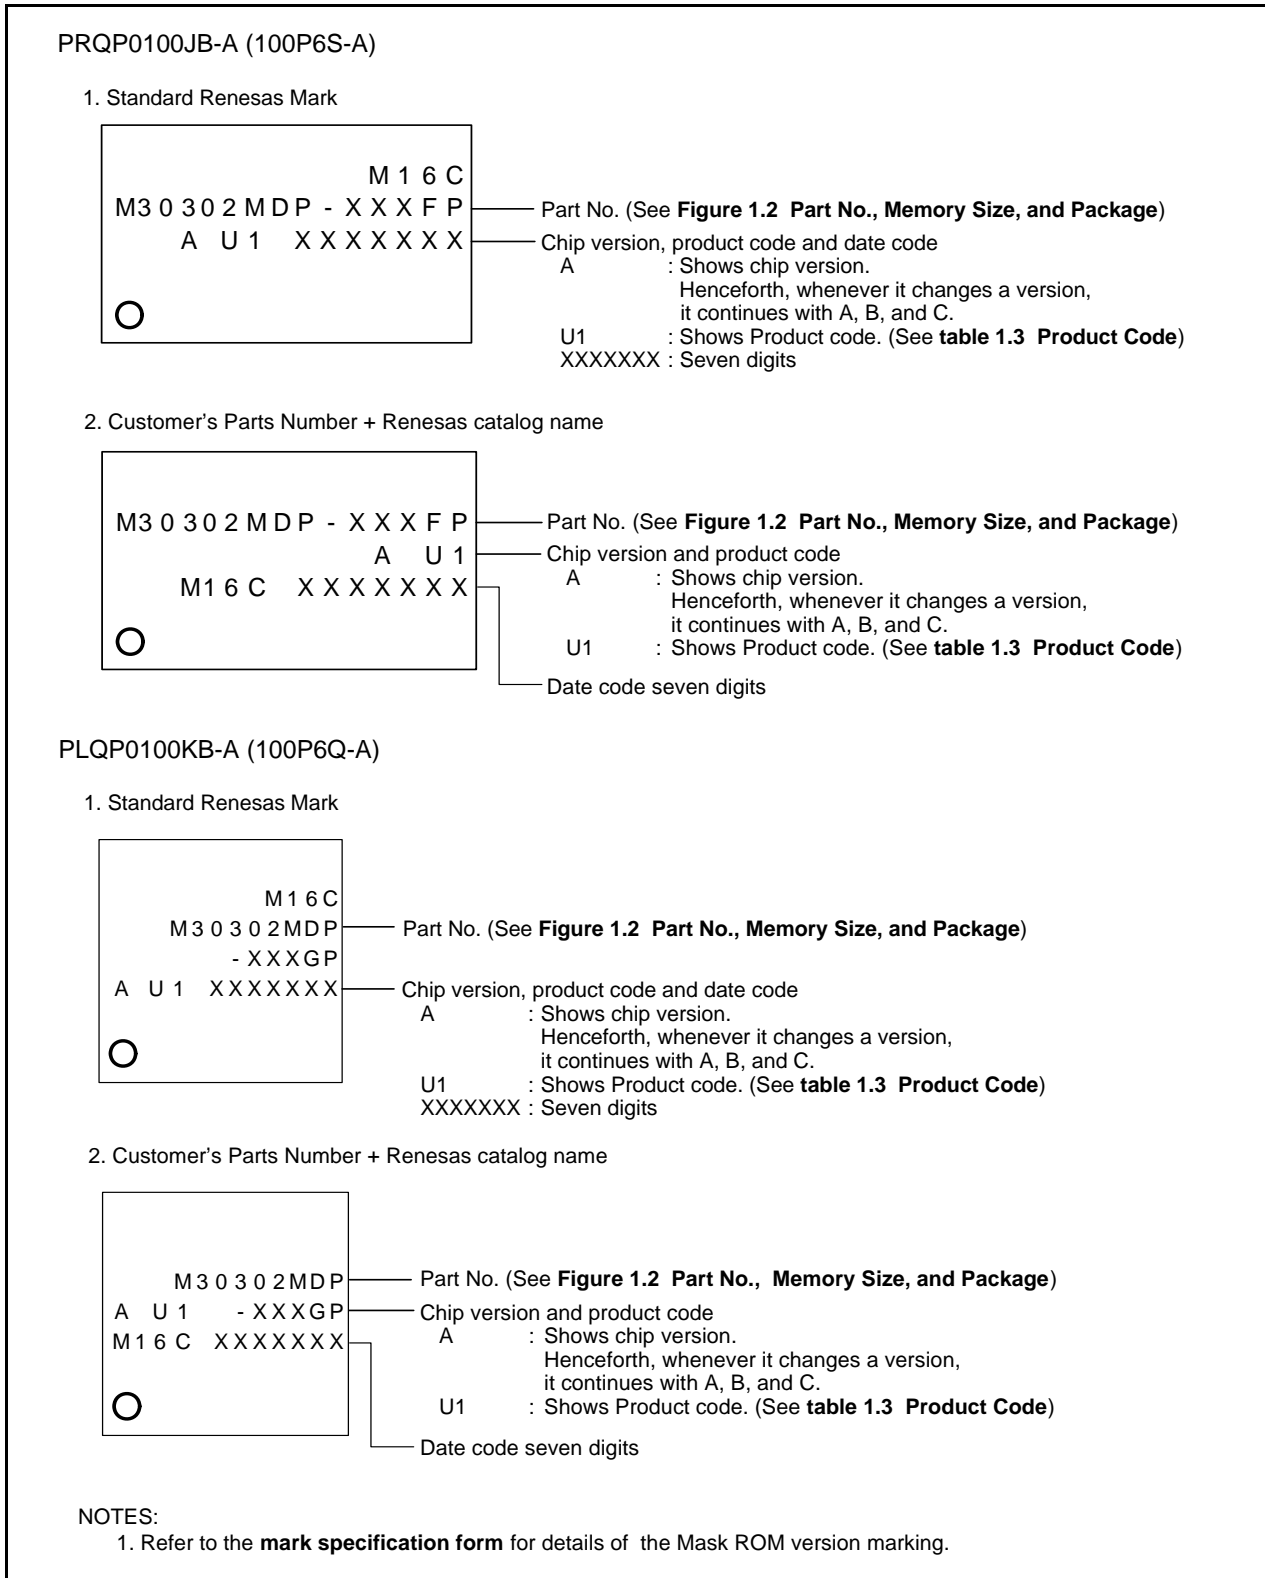 PRQP0100JB-A (100P6S-A)
1. Standard Renesas Mark
M16C
M30302MDP-XXXFP
Part No. (See Figure 1.2 Part No., Memory Size, and Package)
A U1 XXXXXXX
Chip version, product code and date code
A : Shows chip version.
Henceforth, whenever it changes a version,
it continues with A, B, and C.
U1 : Shows Product code. (See table 1.3 Product Code)
XXXXXXX : Seven digits
2. Customer’s Parts Number + Renesas catalog name
M30302MDP-XXXFP
Part No. (See Figure 1.2 Part No., Memory Size, and Package)
A U1
Chip version and product code
M16C XXXXXXX
A : Shows chip version.
Henceforth, whenever it changes a version,
it continues with A, B, and C.
U1 : Shows Product code. (See table 1.3 Product Code)
Date code seven digits
PLQP0100KB-A (100P6Q-A)
1. Standard Renesas Mark
M16C
M30302MDP
Part No. (See Figure 1.2 Part No., Memory Size, and Package)
-XXXGP
A U1 XXXXXXX
Chip version, product code and date code
A : Shows chip version.
Henceforth, whenever it changes a version,
it continues with A, B, and C.
U1 : Shows Product code. (See table 1.3 Product Code)
XXXXXXX : Seven digits
2. Customer’s Parts Number + Renesas catalog name
M30302MDP
Part No. (See Figure 1.2 Part No., Memory Size, and Package)
A U1 -XXXGP
Chip version and product code
M16C XXXXXXX
A : Shows chip version.
Henceforth, whenever it changes a version,
it continues with A, B, and C.
U1 : Shows Product code. (See table 1.3 Product Code)
Date code seven digits
NOTES:
1. Refer to the mark specification form for details of the Mask ROM version marking.